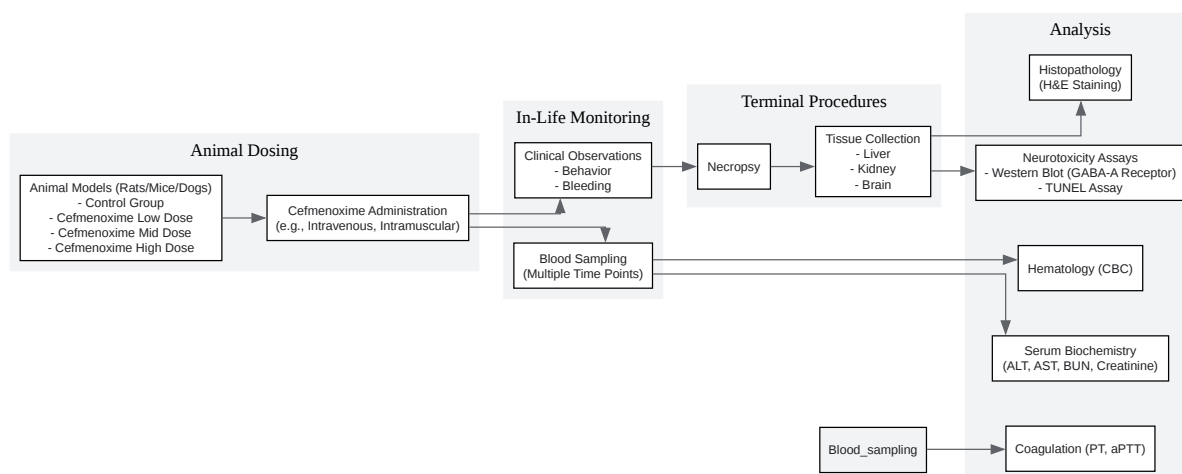 Animal Dosing
Animal Models (Rats/Mice/Dogs)
- Control Group
- Cefmenoxime Low Dose
- Cefmenoxime Mid Dose
- Cefmenoxime High Dose
Cefmenoxime Administration
(e.g., Intravenous, Intramuscular)
In-Life Monitoring
Clinical Observations
- Behavior
- Bleeding
Blood Sampling
(Multiple Time Points)
Terminal Procedures
Necropsy
Tissue Collection
- Liver
- Kidney
- Brain
Analysis
Histopathology
(H&E Staining)
Neurotoxicity Assays
- Western Blot (GABA-A Receptor)
- TUNEL Assay
Hematology (CBC)
Serum Biochemistry
(ALT, AST, BUN, Creatinine)
Blood_sampling
Coagulation (PT, aPTT)